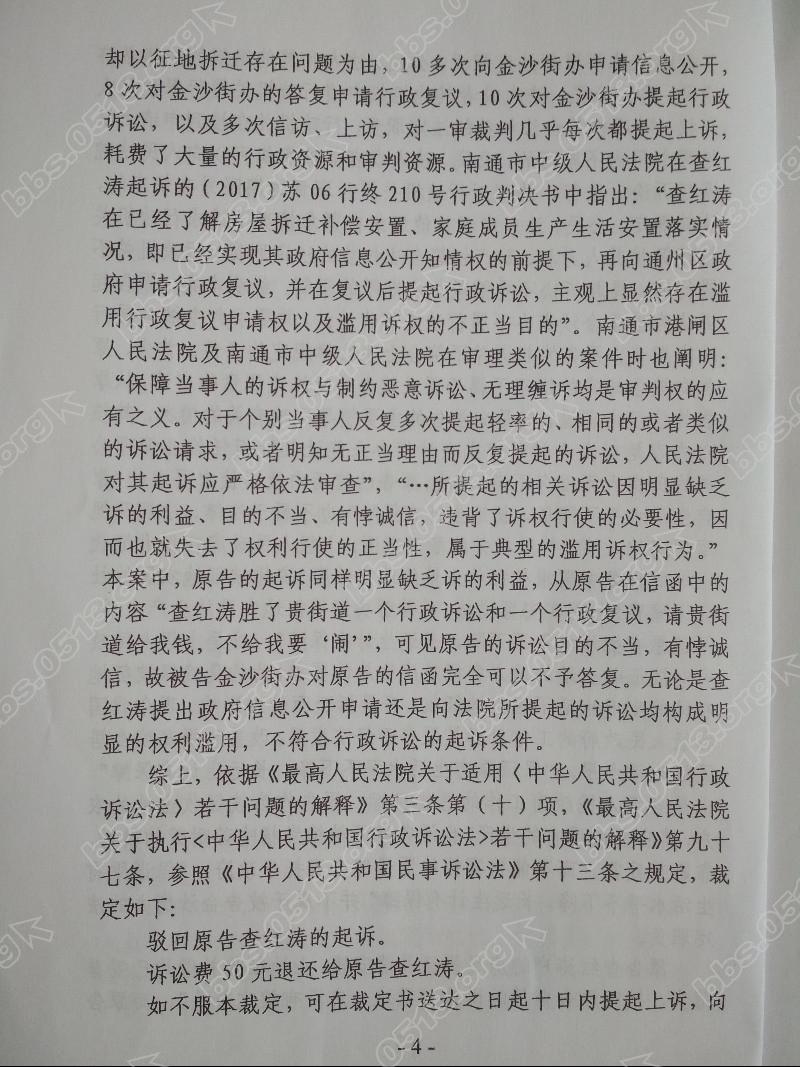 却以征地拆迁存在问题为由，10 多次向金沙街办申请信息公开，
8 次对金沙街办的答复申请行政复议，10 次对金沙街办提起行政
诉讼，以及多次信访、上访，对一审裁判几乎每次都提起上诉，
耗费了大量的行政资源和审判资源。南通市中级人民法院在查红
涛起诉的（2017）苏 06 行终 210 号行政判决书中指出：“查红涛
在已经了解房屋拆迁补偿安置、家庭成员生产生活安置落实情
况，即已经实现其政府信息公开知情权的前提下，再向通州区政
府申请行政复议，并在复议后提起行政诉讼，主观上显然存在滥
用行政复议申请权以及滥用诉权的不正当目的”。南通市港闸区
人民法院及南通市中级人民法院在审理类似的案件时也阐明：
“保障当事人的诉权与制约恶意诉讼、无理缠诉均是审判权的应
有之义。对于个别当事人反复多次提起轻率的、相同的或者类似
的诉讼请求，或者明知无正当理由而反复提起的诉讼，人民法院
对其起诉应严格依法审查”，“…所提起的相关诉讼因明显缺乏
诉的利益、目的不当、有悖诚信，违背了诉权行使的必要性，因
而也就失去了权利行使的正当性，属于典型的滥用诉权行为。”
本案中，原告的起诉同样明显缺乏诉的利益，从原告在信函中的
内容“查红涛胜了贵街道一个行政诉讼和一个行政复议，请贵街
道给我钱，不给我要‘闹’”，可见原告的诉讼目的不当，有悖诚
信，故被告金沙街办对原告的信函完全可以不予答复。无论是查
红涛提出政府信息公开申请还是向法院所提起的诉讼均构成明
显的权利滥用，不符合行政诉讼的起诉条件。
综上，依据《最高人民法院关于适用〈中华人民共和国行政
诉讼法〉若干问题的解释》第三条第（十）项，《最高人民法院
关于执行<中华人民共和国行政诉讼法>若干问题的解释》第九十
七条，参照《中华人民共和国民事诉讼法》第十三条之规定，裁
定如下：
驳回原告查红涛的起诉。
诉讼费 50 元退还给原告查红涛。
如不服本裁定，可在裁定书送达之日起十日内提起上诉，向
- 4 -
bbs.0513.org